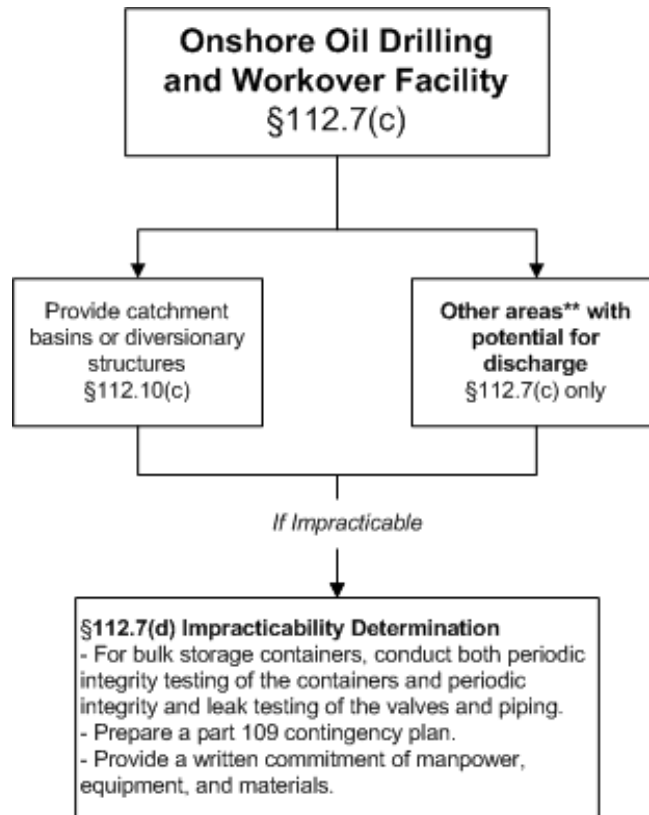 Onshore Oil Drilling
and Workover Facility
§112.7(c)
Provide catchment
basins or diversionary
structures
§112.10(c)
Other areas** with
potential for
discharge
§112.7(c) only
If Impracticable
§112.7(d) Impracticability Determination
- For bulk storage containers, conduct both periodic
integrity testing of the containers and periodic
integrity and leak testing of the valves and piping.
- Prepare a part 109 contingency plan.
- Provide a written commitment of manpower,
equipment, and materials.